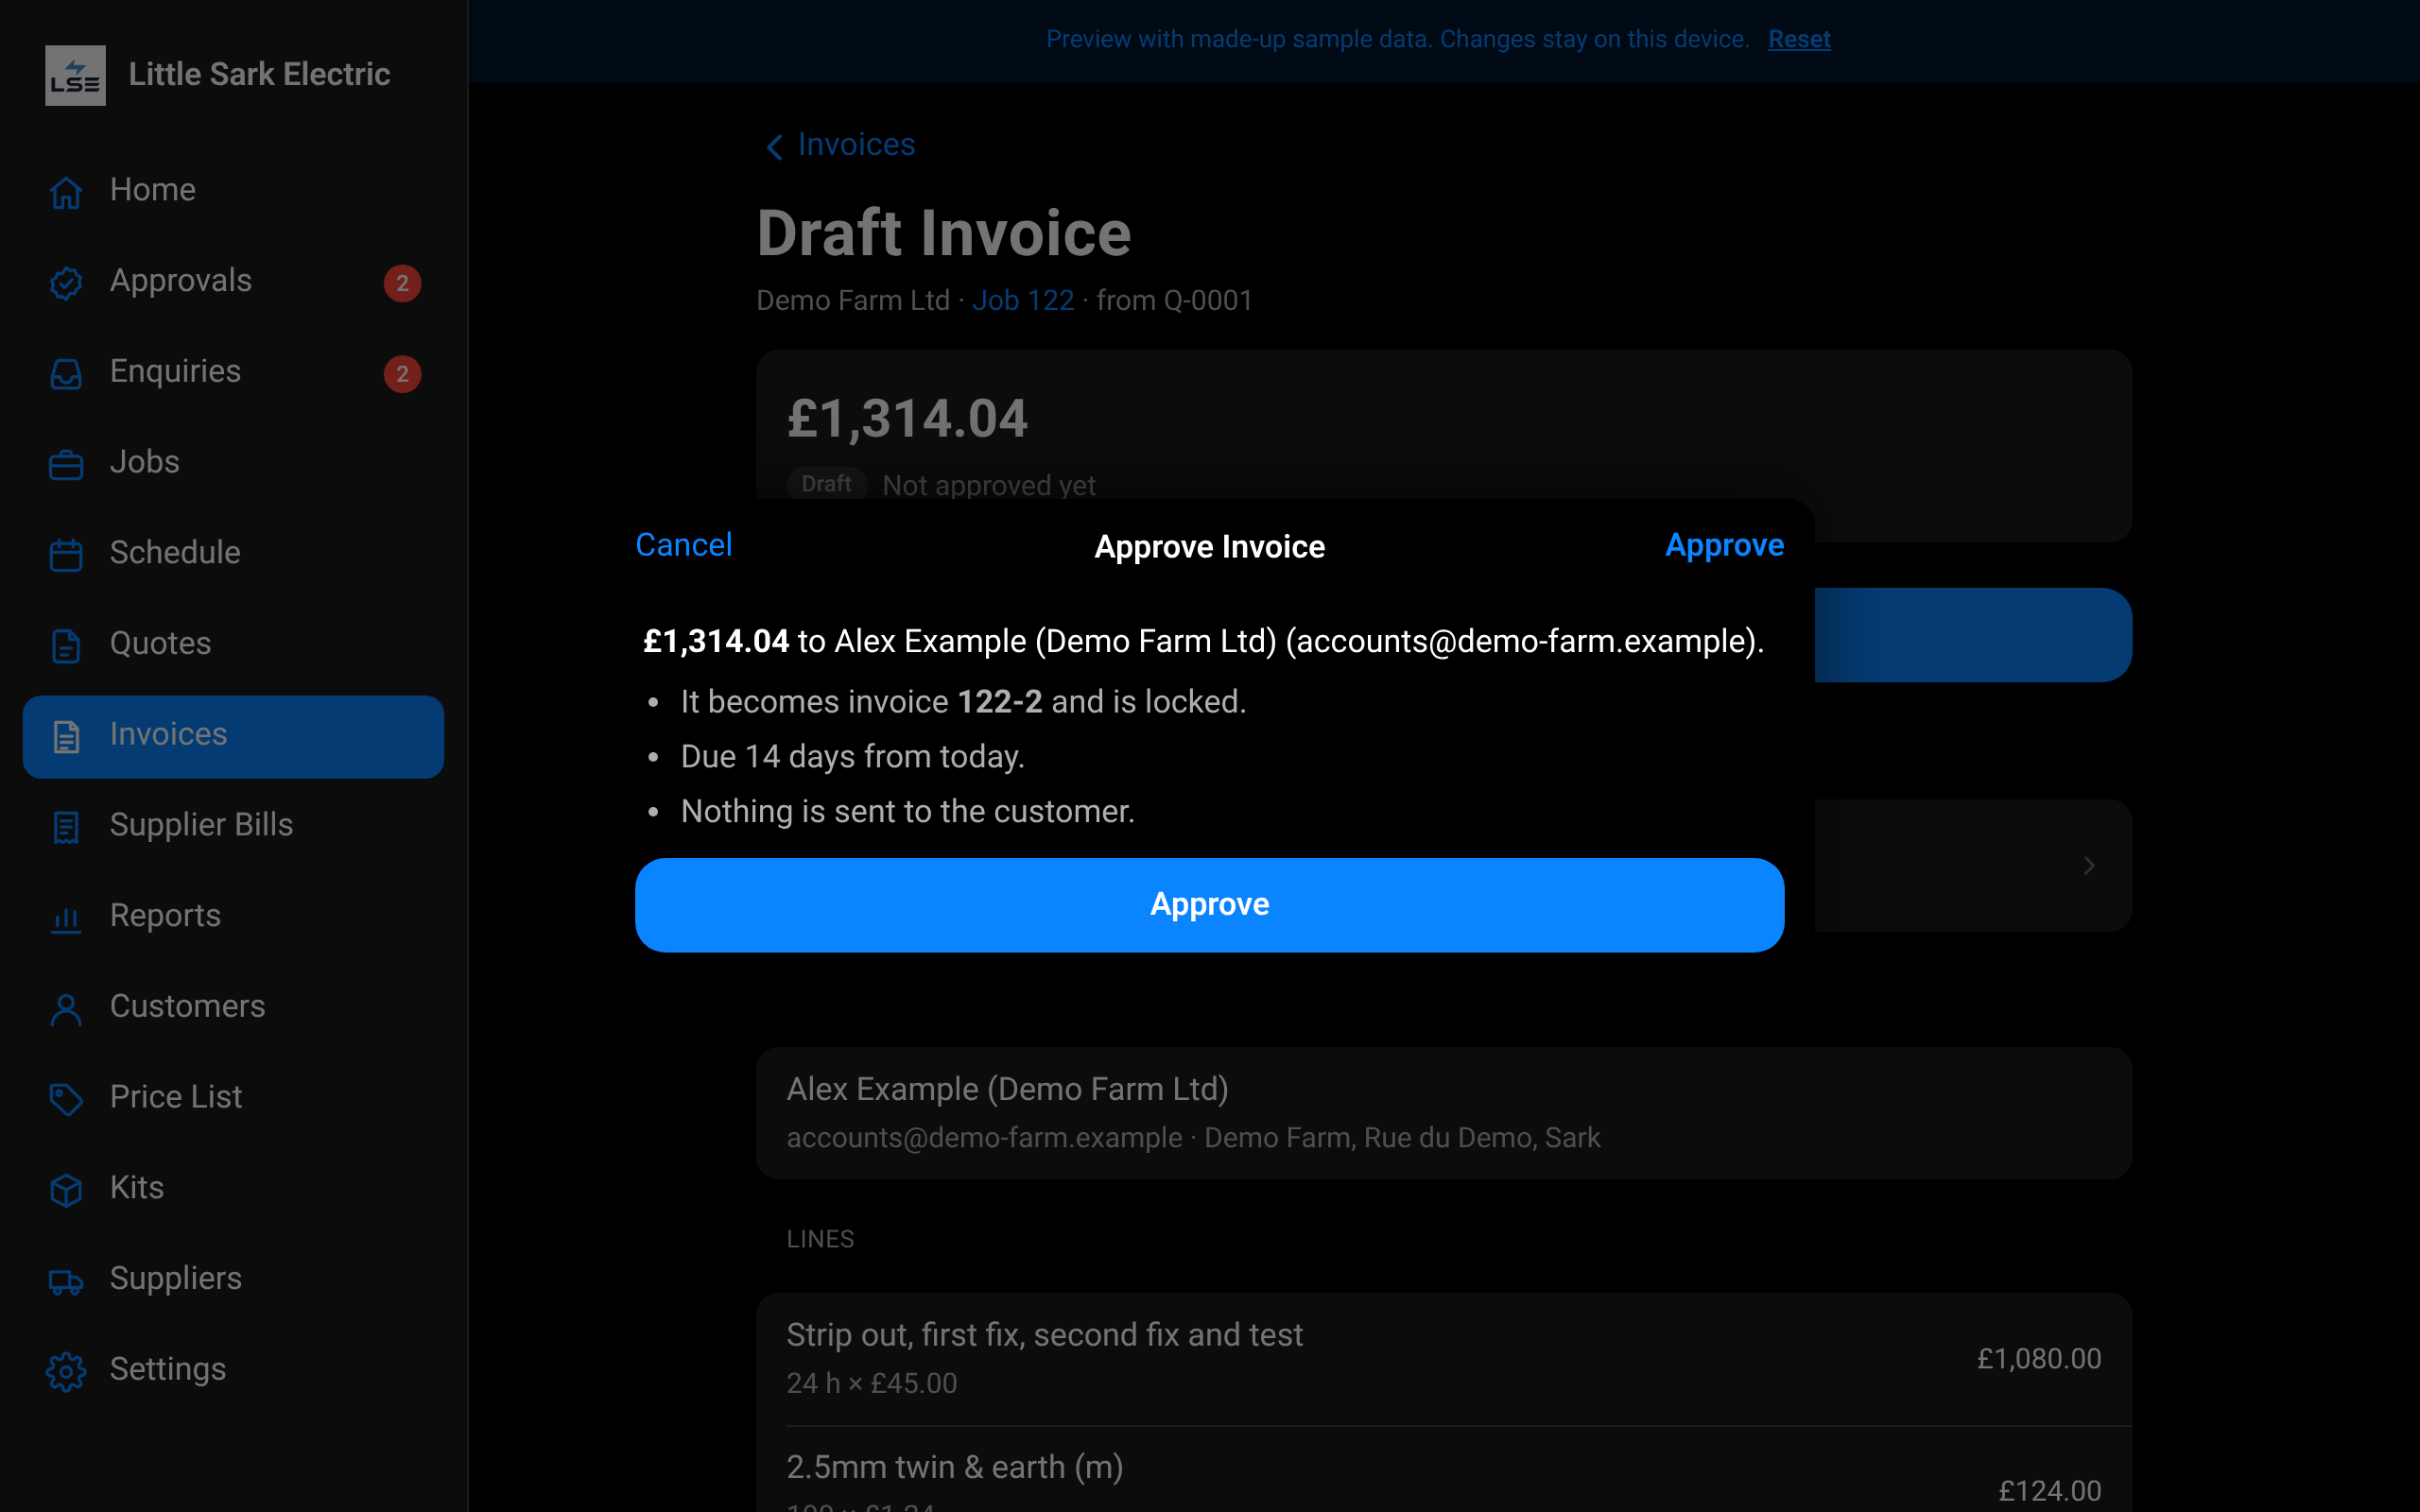 LSE
Little Sark Electric
Home
Approvals 2
Enquiries 2
Jobs
Schedule
Quotes
Invoices
Supplier Bills
Reports
Customers
Price List
Kits
Suppliers
Settings
Preview with made-up sample data. Changes stay on this device. Reset
Invoices
Draft Invoice
Demo Farm Ltd · Job 122 · from Q-0001
£1,314.04
Draft Not approved yet
Cancel Approve Invoice Approve
£1,314.04 to Alex Example (Demo Farm Ltd) (accounts@demo-farm.example).
• It becomes invoice 122-2 and is locked.
• Due 14 days from today.
• Nothing is sent to the customer.
Approve
Alex Example (Demo Farm Ltd)
accounts@demo-farm.example · Demo Farm, Rue du Demo, Sark
LINES
Strip out, first fix, second fix and test
24 h × £45.00
£1,080.00
2.5mm twin & earth (m)
£124.00